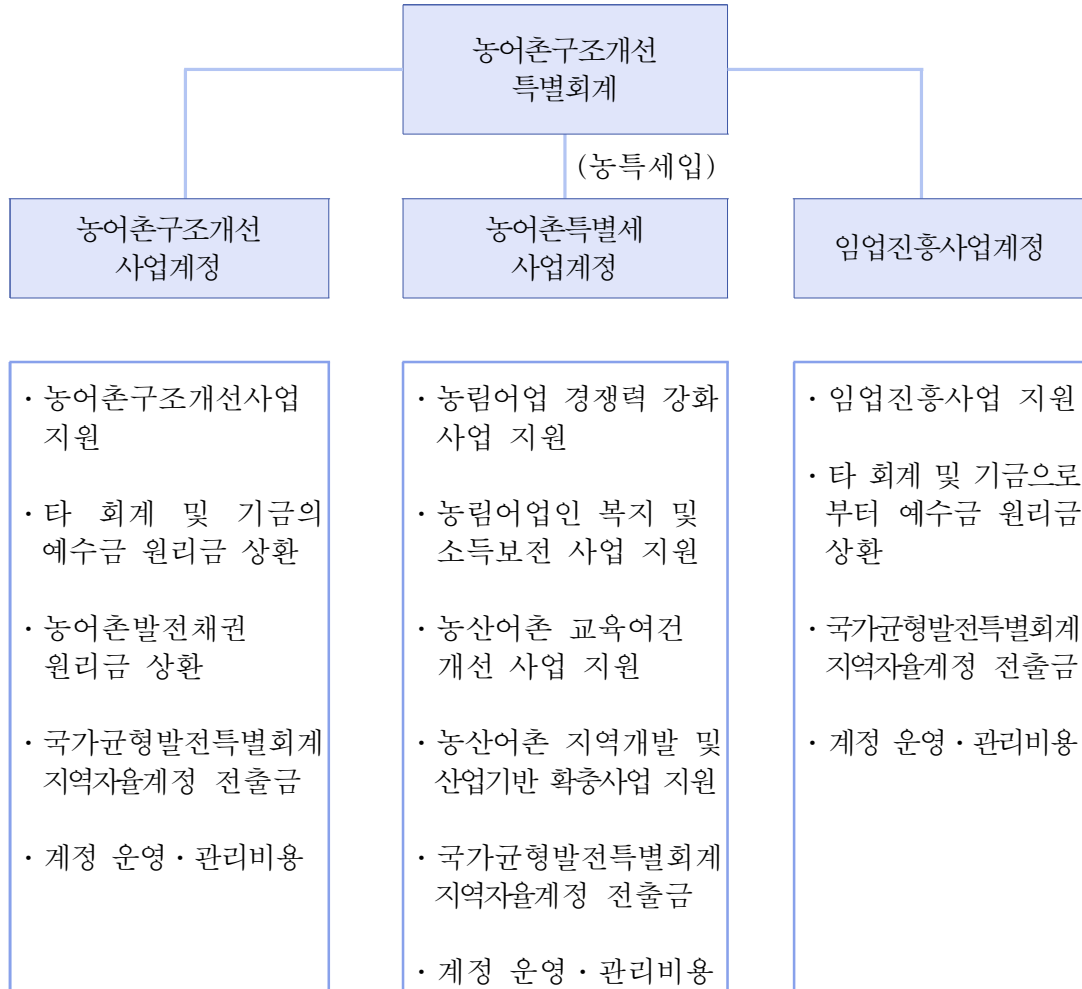 농어촌구조개선
특별회계
(농특세입)
농어촌구조개선
사업계정
농어촌특별세
사업계정
임업진흥사업계정
· 농어촌구조개선사업
지원
· 타 회계 및 기금의
예수금 원리금 상환
· 농어촌발전채권
원리금 상환
· 국가균형발전특별회계
지역자율계정 전출금
· 계정 운영·관리비용
· 농림어업 경쟁력 강화
사업 지원
· 농림어업인 복지 및
소득보전 사업 지원
· 농산어촌 교육여건
개선 사업 지원
· 농산어촌 지역개발 및
산업기반 확충사업 지원
· 국가균형발전특별회계
지역자율계정 전출금
· 계정 운영·관리비용
· 임업진흥사업 지원
· 타 회계 및 기금으로
부터 예수금 원리금
상환
· 국가균형발전특별회계
지역자율계정 전출금
· 계정 운영·관리비용